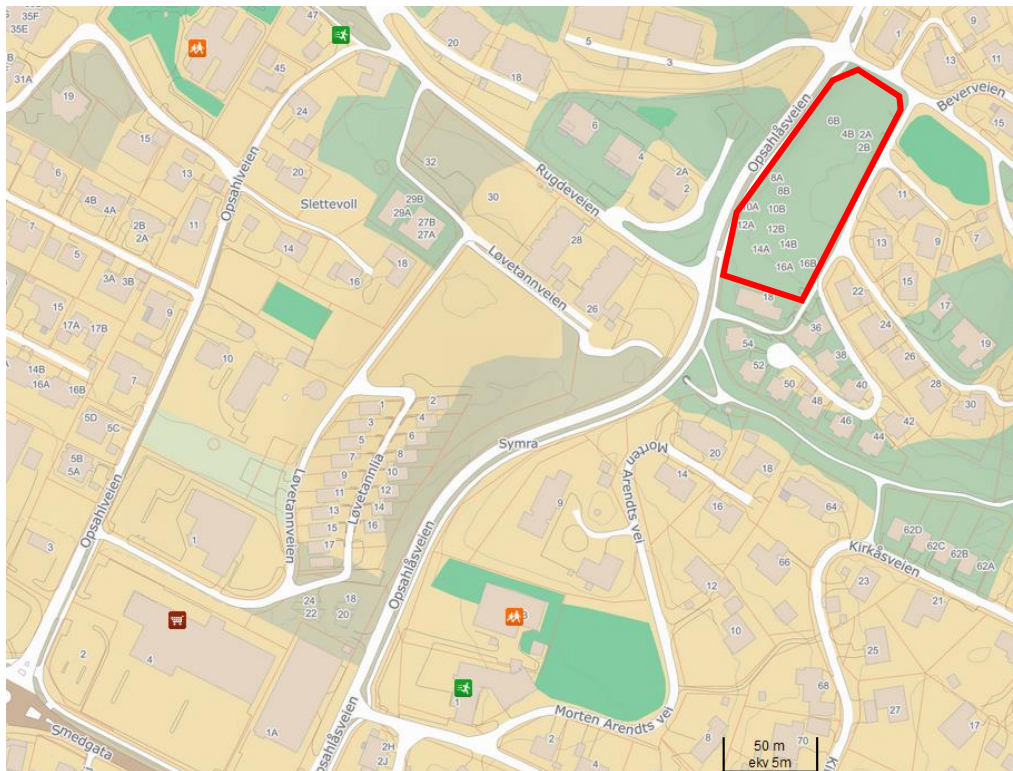 47
35F
35E
B
31A
A
19
45
24
20
5
3
18
1
9
13
11
Beverveien
15
6
4
2A
2
Opsahlåsveien
6B
4B
2A
2B
8A
8B
10A
10B
12A
12B
14A
14B
16A
16B
18
15
13
6
4B
4A
2B
2A
11
Opsahlveien
20
Slettevoll
14
18
32
29B
29A
27B
27A
30
Rugdeveien
28
Løvetannveien
26
11
13
9
7
15
22
24
26
28
30
17
19
36
38
40
42
44
46
48
50
52
54
5
3A
3B
9
15
17A
17B
7
14B
16A
16B
A
5D
5C
5B
5A
10
1
2
3
4
5
6
7
8
9
10
11
12
13
14
15
16
17
Løvetannlia
Løvetannveien
Symra
Morten Arendts vei
20
18
14
16
9
64
66
62D
62C
62B
62A
Kirkåsveien
Opsahlveien
3
1
24
22
18
20
Opsahlåsveien
3
12
10
23
21
25
27
17
68
70
8
2
4
2
1A
1
Morten Arendts vei
Smedgata
Opsahlåsveien
2H
2J
2
50 m
ekv 5m